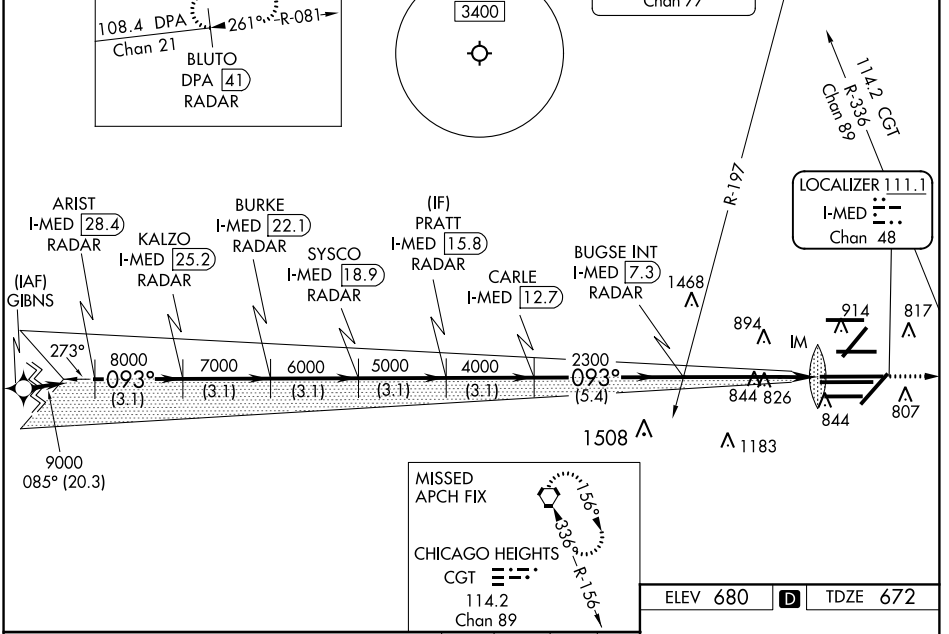 108.4 DPA
Chan 21
261°
R-081
BLUTO
DPA 41
RADAR
3400
Chan 77
114.2 CGT
R-336
Chan 89
R-197
LOCALIZER 111.1
I-MED
Chan 48
ARIST
I-MED 28.4
RADAR
KALZO
I-MED 25.2
RADAR
BURKE
I-MED 22.1
RADAR
SYSCO
I-MED 18.9
RADAR
(IF)
PRATT
I-MED 15.8
RADAR
CARLE
I-MED 12.7
BUGSE INT
I-MED 7.3
RADAR
(IAF)
GIBNS
1468
894
IM
914
817
273°
8000
7000
6000
5000
4000
2300
093°
093°
(3.1)
(3.1)
(3.1)
(3.1)
(3.1)
(5.4)
844
826
844
807
1508
1183
9000
085° (20.3)
MISSED
APCH FIX
156°
336°
R-156
CHICAGO HEIGHTS
CGT
114.2
Chan 89
ELEV 680
D
TDZE 672